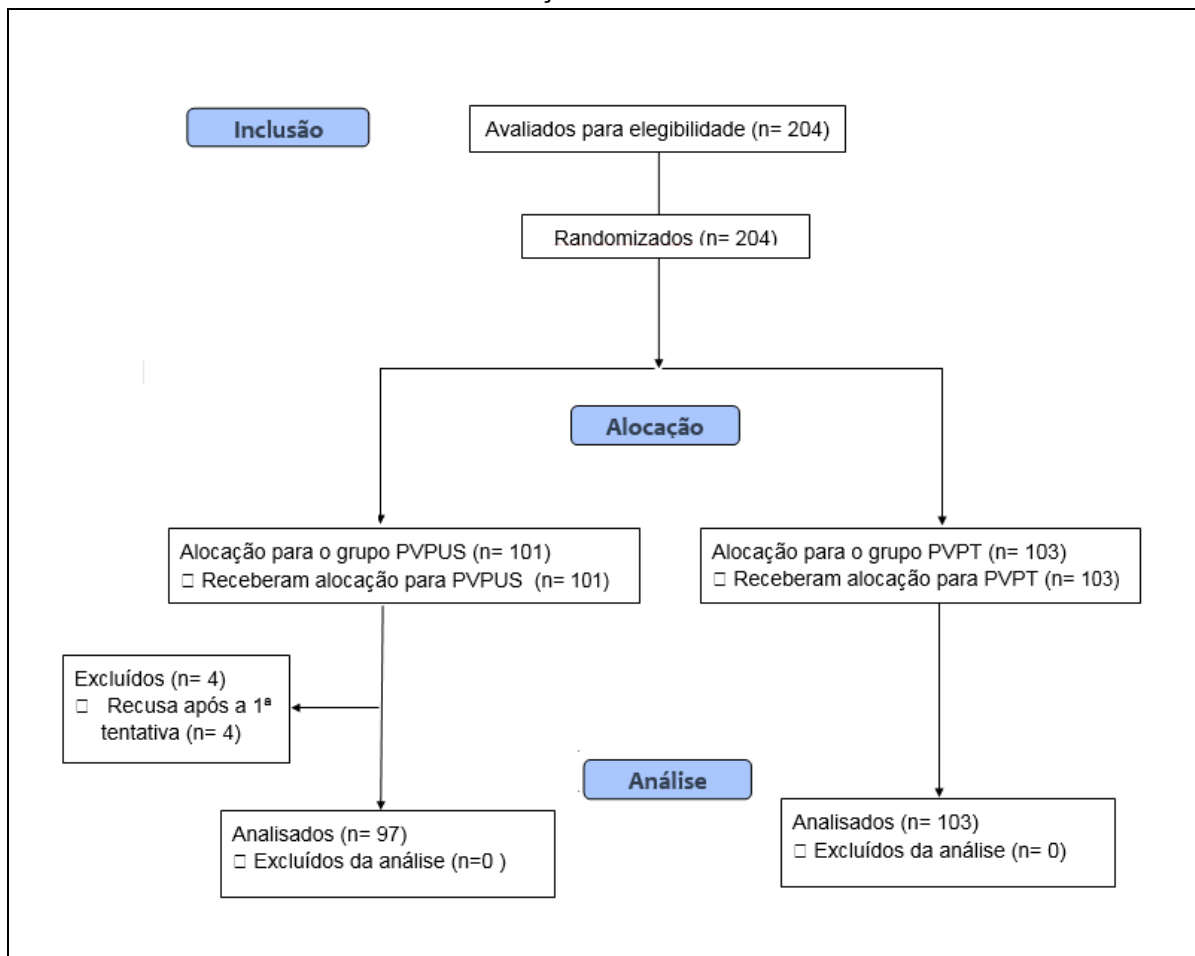 Inclusão
Avaliados para elegibilidade (n= 204)
Randomizados (n= 204)
Alocação
Alocação para o grupo PVPUS (n= 101)
□ Receberam alocação para PVPUS (n= 101)
Alocação para o grupo PVPT (n= 103)
□ Receberam alocação para PVPT (n= 103)
Excluídos (n= 4)
□ Recusa após a 1ª
tentativa (n= 4)
Análise
Analisados (n= 97)
□ Excluídos da análise (n=0 )
Analisados (n= 103)
□ Excluídos da análise (n= 0)